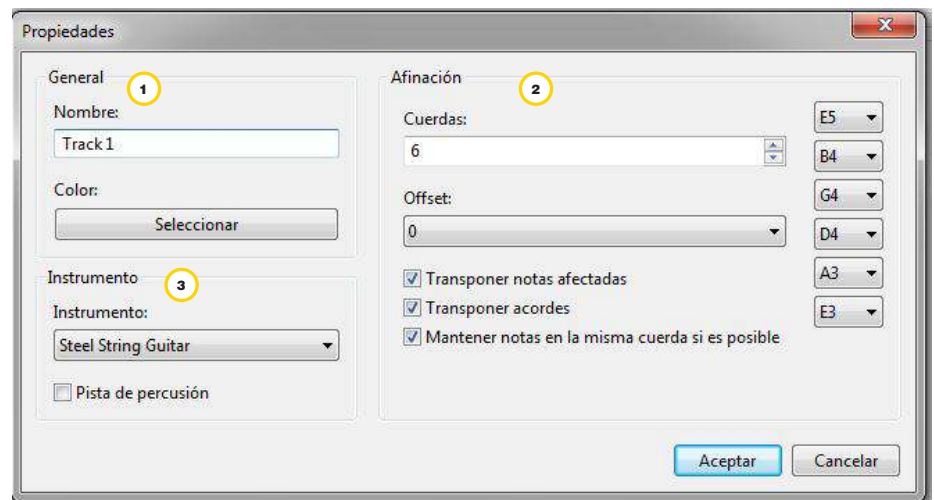 Propiedades
General
1
Nombre:
Track 1
Color:
Seleccionar
Instrumento
3
Instrumento:
Steel String Guitar
Pista de percusión
Afinación
2
Cuerdas:
6
Offset:
0
Transponer notas afectadas
Transponer acordes
Mantener notas en la misma cuerda si es posible
E5
B4
G4
D4
A3
E3
Aceptar
Cancelar